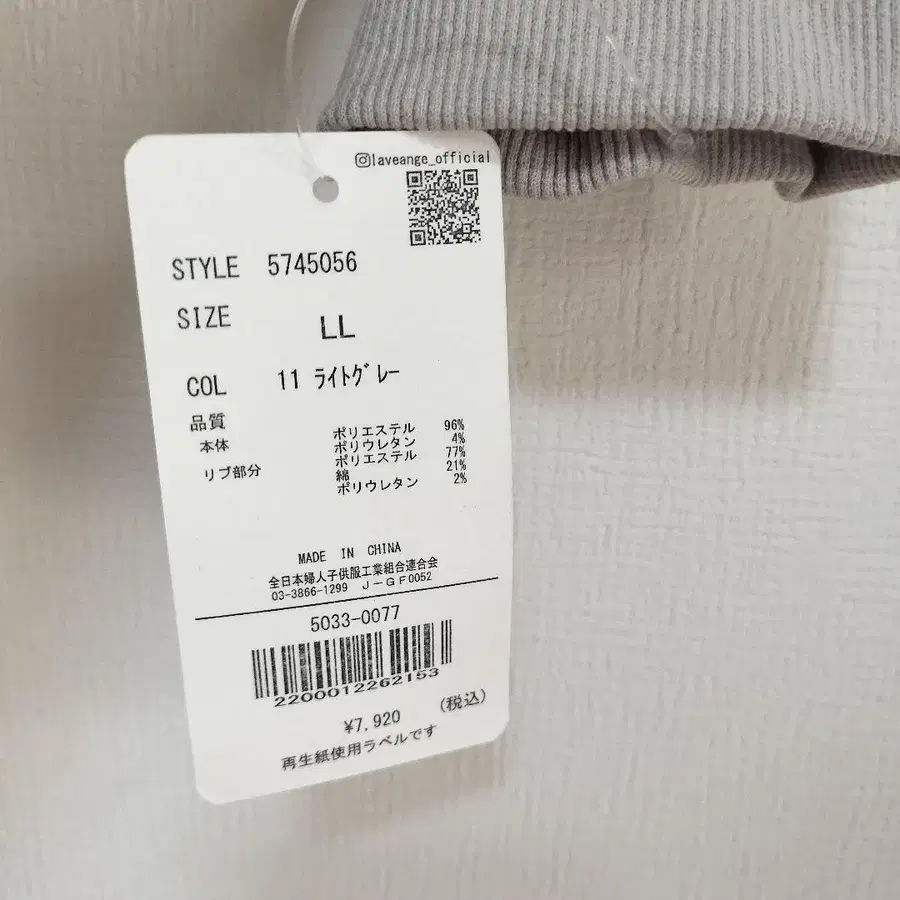 laveange_official
STYLE 5745056
SIZE LL
COL 11 ﾗｲﾄｸﾞﾚｰ
品質
本体 ポリエステル 96%
ポリウレタン 4%
リブ部分 ポリエステル 77%
綿 21%
ポリウレタン 2%
MADE IN CHINA
全日本婦人子供服工業組合連合会
03-3866-1299 J-GF0052
5033-0077
2200012262153
¥7,920 (税込)
再生紙使用ラベルです